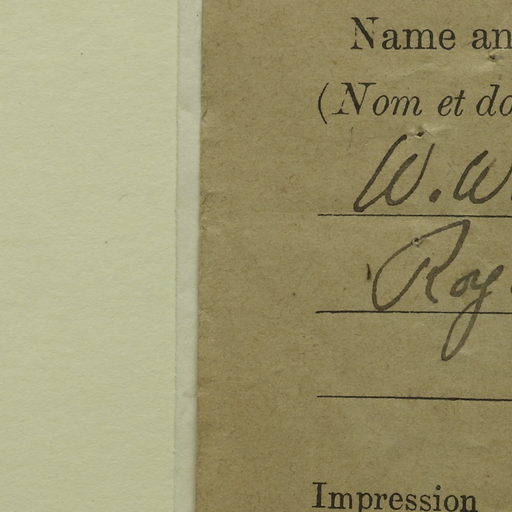 Name an
(Nom et do
W. W.
Roy
Impression